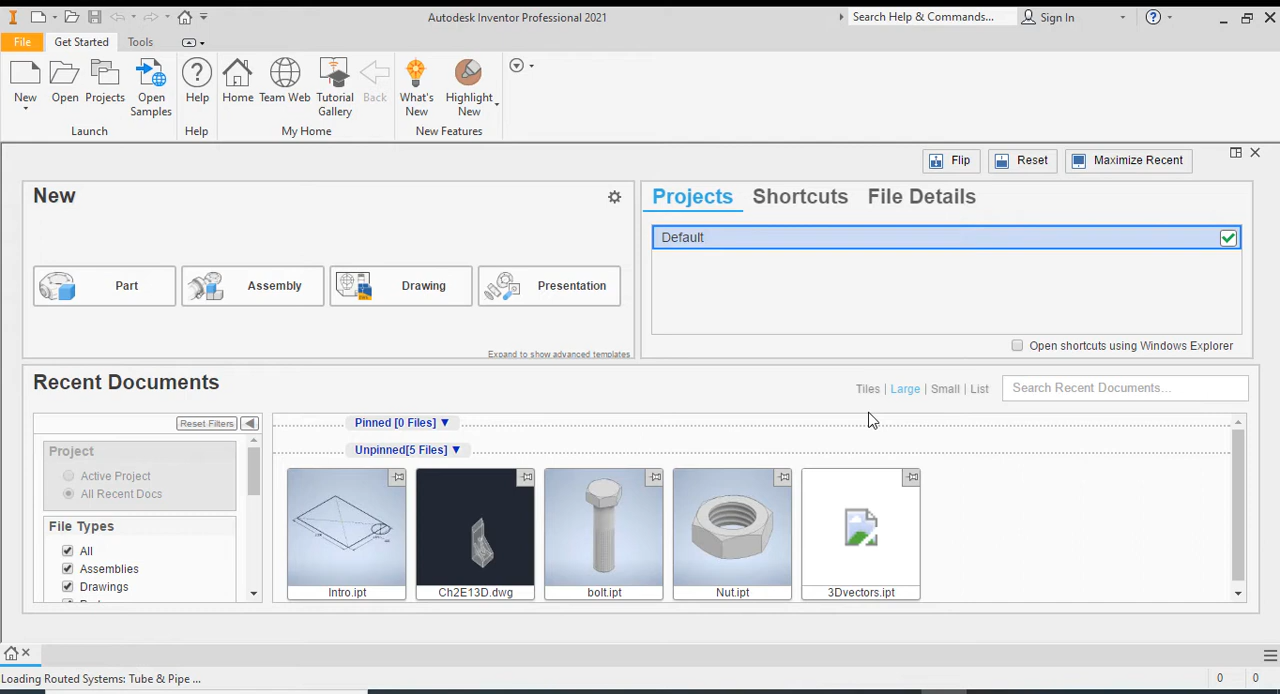 Autodesk Inventor Professional 2021
Search Help & Commands...
Sign In
File
Get Started
Tools
New
Open
Projects
Open Samples
Help
Home
Team Web
Tutorial Gallery
Back
What's New
Highlight New
Launch
Help
My Home
New Features
Flip
Reset
Maximize Recent
New
Part
Assembly
Drawing
Presentation
Expand to show advanced templates
Projects
Shortcuts
File Details
Default
Open shortcuts using Windows Explorer
Recent Documents
Tiles | Large | Small | List
Search Recent Documents...
Reset Filters
Project
Active Project
All Recent Docs
File Types
All
Assemblies
Drawings
Pinned [0 Files]
Unpinned[5 Files]
Intro.ipt
Ch2E13D.dwg
bolt.ipt
Nut.ipt
3Dvectors.ipt
Loading Routed Systems: Tube & Pipe ...
0
0